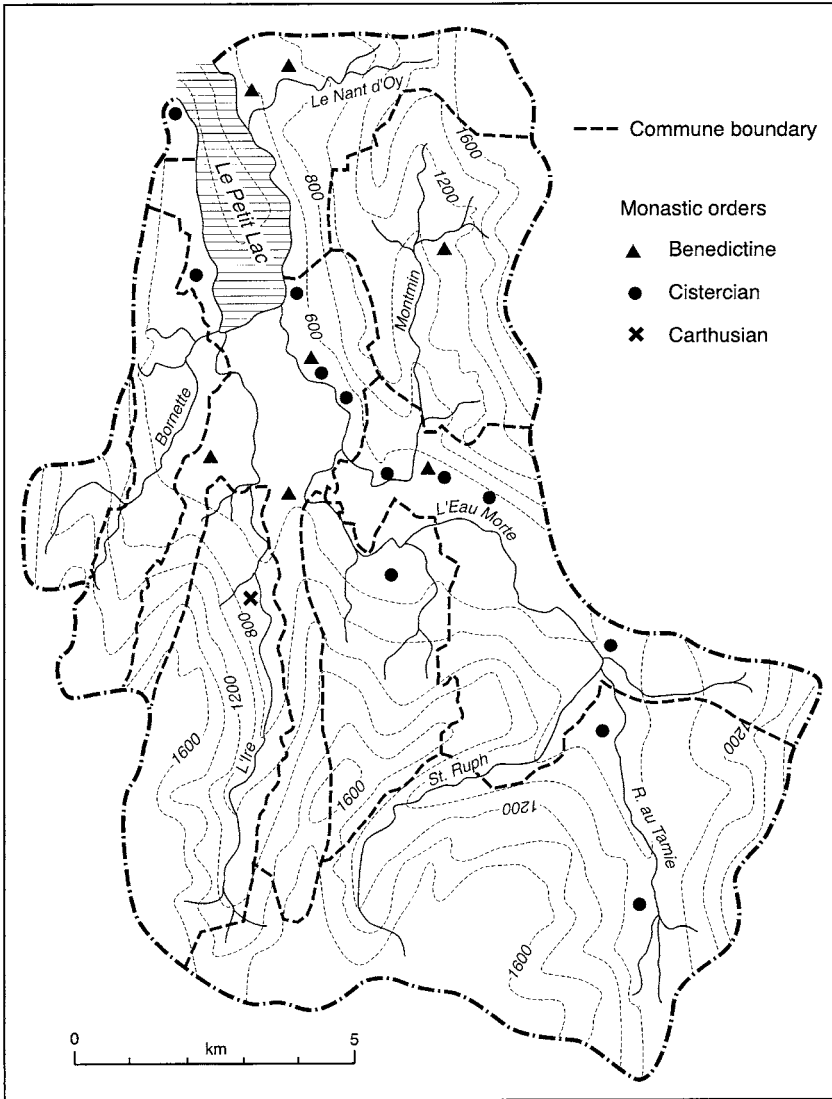 Le Nant d'Oy
1600
Commune boundary
Le Petit Lac
800
1200
Monastic orders
Benedictine
Cistercian
Carthusian
Montmin
600
Bornette
L'Eau Morte
800
1200
1600
L'Ire
1600
St. Ruph
1200
1200
R. au Tamie
1600
0
5
km